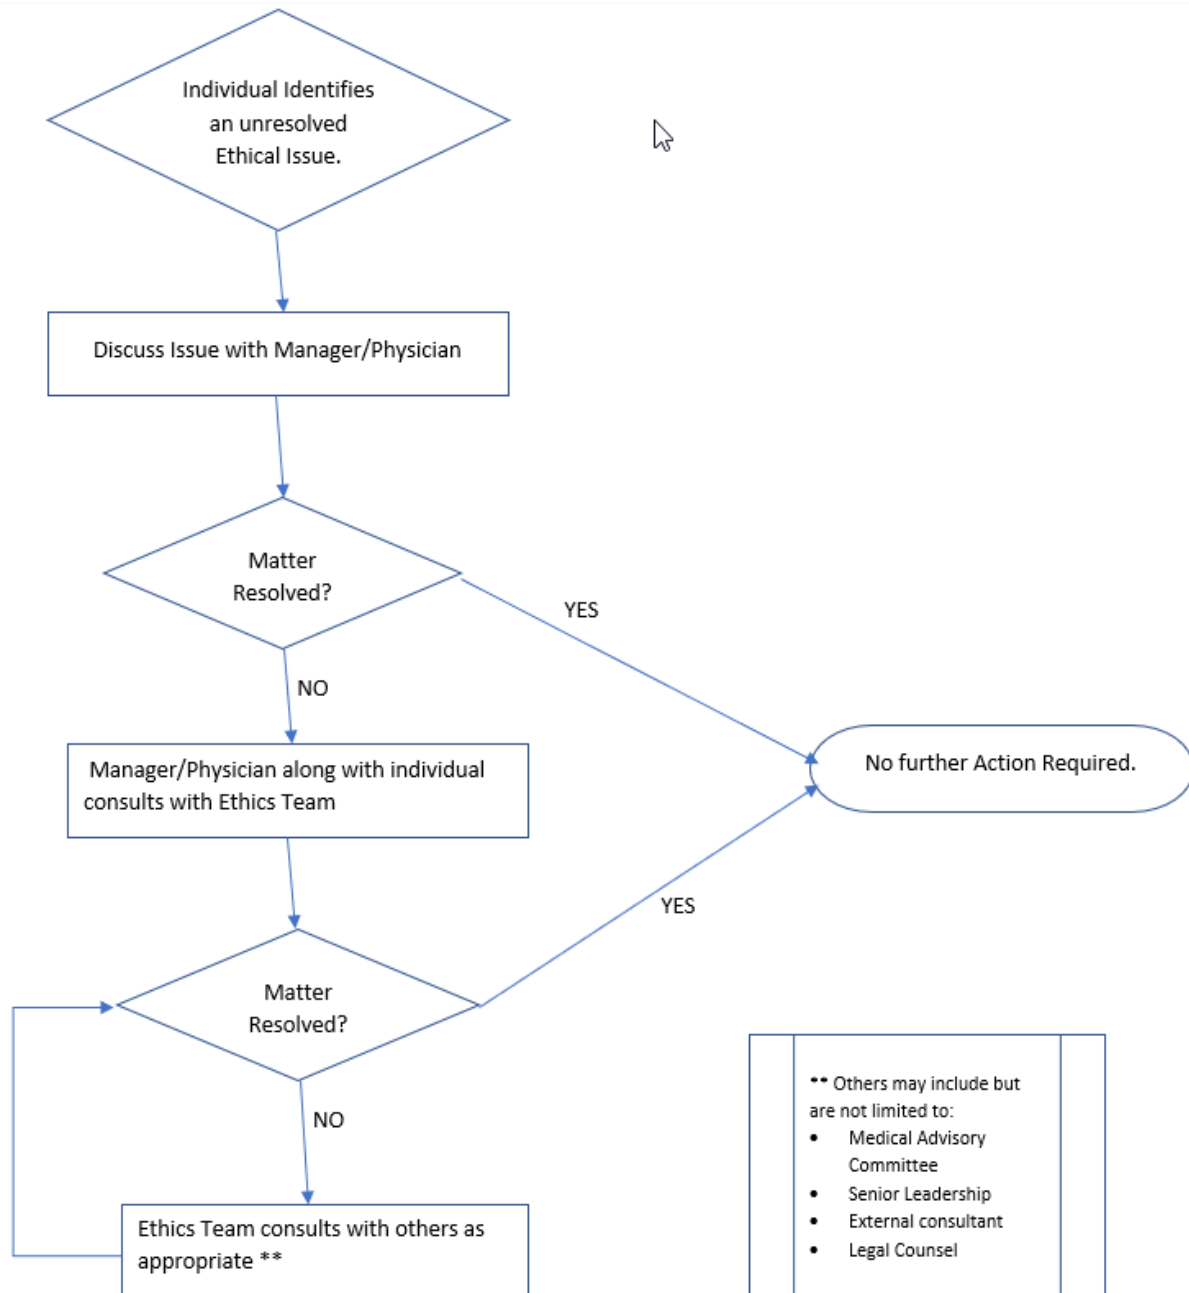 Individual Identifies
an unresolved
Ethical Issue.
Discuss Issue with Manager/Physician
Matter
Resolved?
YES
NO
Manager/Physician along with individual
consults with Ethics Team
No further Action Required.
YES
Matter
Resolved?
NO
Ethics Team consults with others as
appropriate **
** Others may include but
are not limited to:
• Medical Advisory
Committee
• Senior Leadership
• External consultant
• Legal Counsel